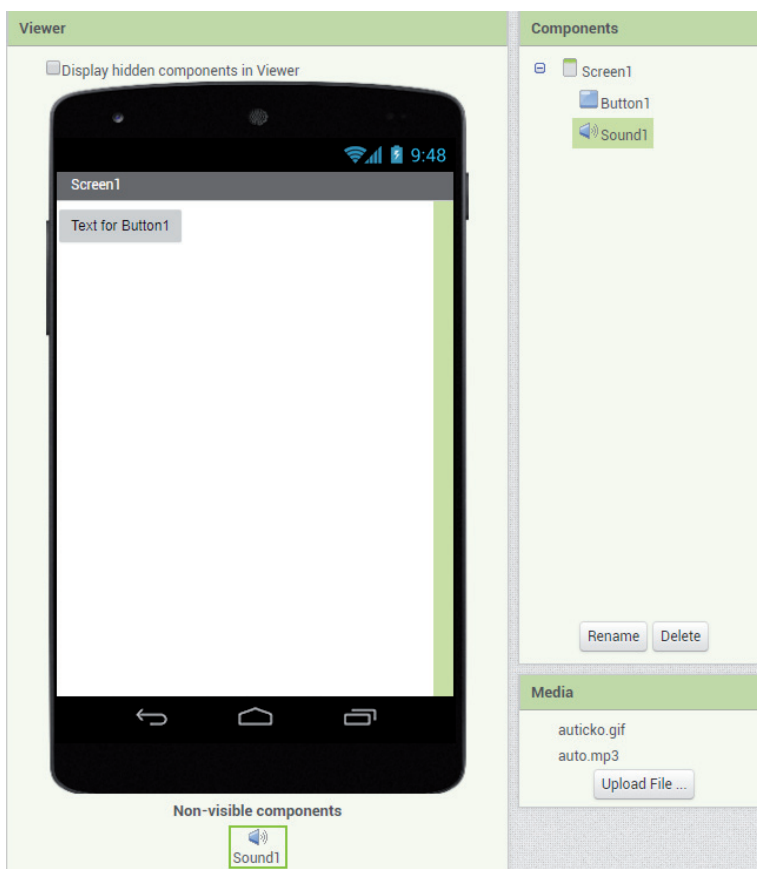 Viewer
Display hidden components in Viewer
9:48
Screen1
Text for Button1
Non-visible components
Sound1
Components
Screen1
Button1
Sound1
Rename Delete
Media
auticko.gif
auto.mp3
Upload File ...